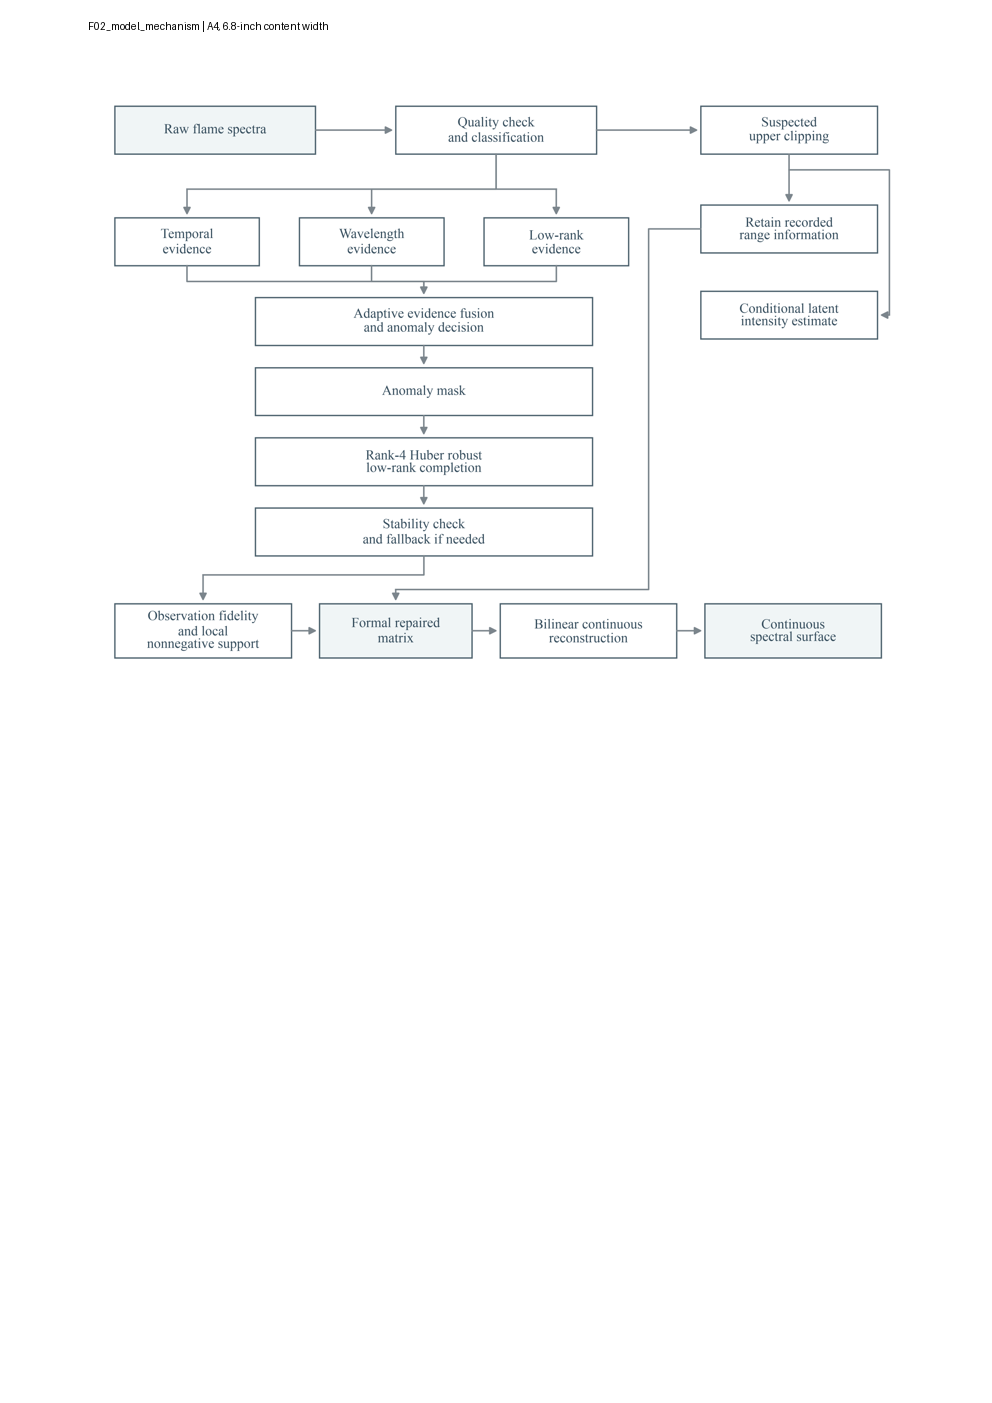 F02_model_mechanism | A4, 6.8-inch content width
Raw flame spectra
Quality check
and classification
Suspected
upper clipping
Temporal
evidence
Wavelength
evidence
Low-rank
evidence
Retain recorded
range information
Adaptive evidence fusion
and anomaly decision
Conditional latent
intensity estimate
Anomaly mask
Rank-4 Huber robust
low-rank completion
Stability check
and fallback if needed
Observation fidelity
and local
nonnegative support
Formal repaired
matrix
Bilinear continuous
reconstruction
Continuous
spectral surface